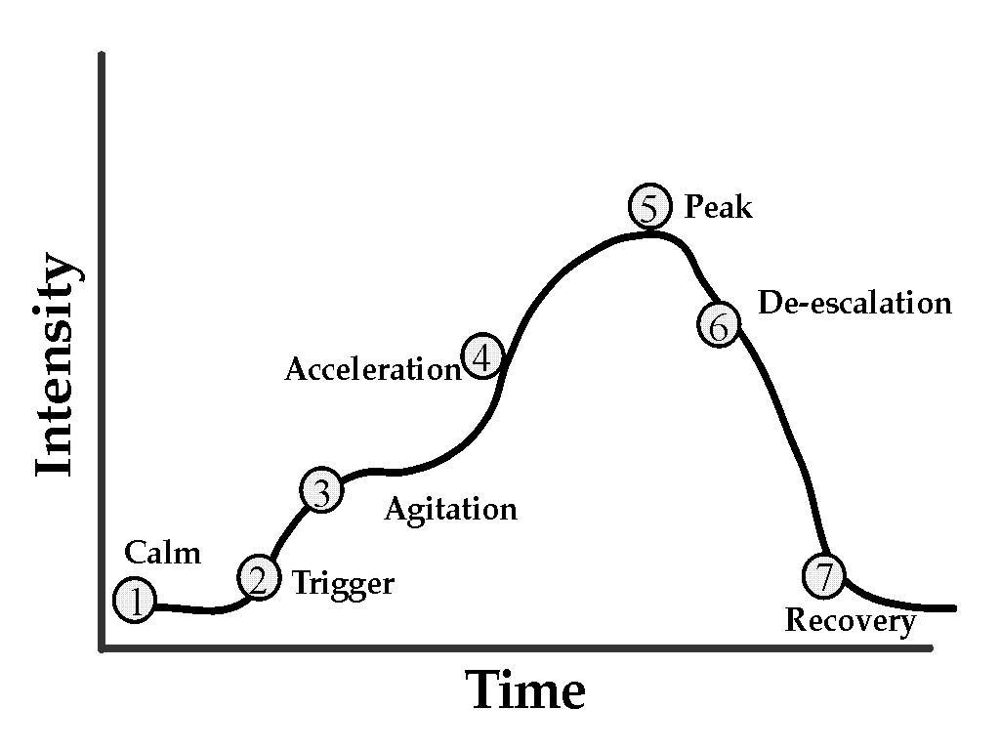 Intensity
Calm
1
2
Trigger
3
Agitation
Acceleration
4
5
Peak
6
De-escalation
7
Recovery
Time